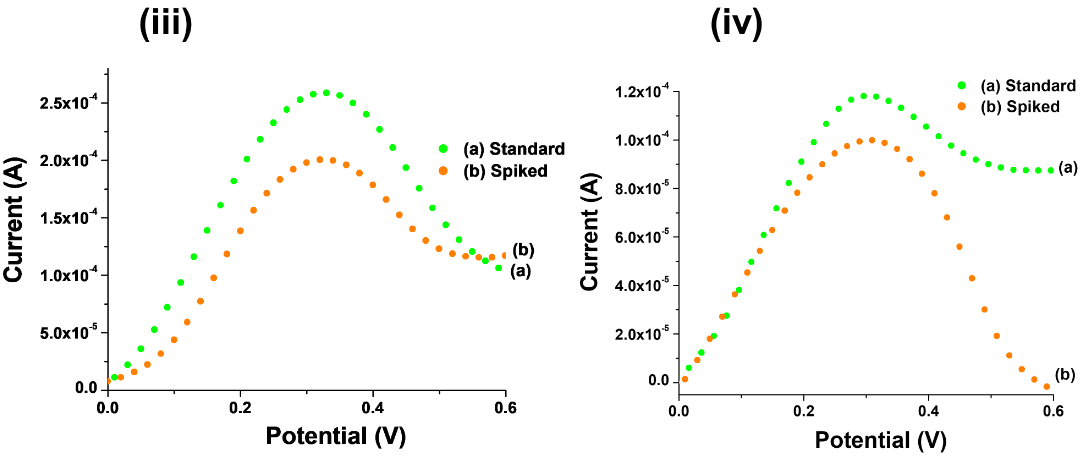 (iii)
2.5x10⁻⁴
2.0x10⁻⁴
1.5x10⁻⁴
1.0x10⁻⁴
5.0x10⁻⁵
0.0
Current (A)
(a) Standard
(b) Spiked
(b)
(a)
0.0 0.2 0.4 0.6
Potential (V)
(iv)
1.2x10⁻⁴
1.0x10⁻⁴
8.0x10⁻⁵
6.0x10⁻⁵
4.0x10⁻⁵
2.0x10⁻⁵
0.0
Current (A)
(a) Standard
(b) Spiked
(a)
(b)
0.0 0.2 0.4 0.6
Potential (V)